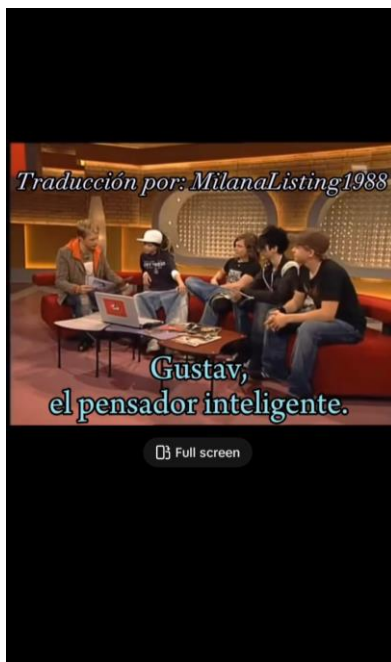 Traducción por: MilanaListing1988
Gustav,
el pensador inteligente.
Full screen